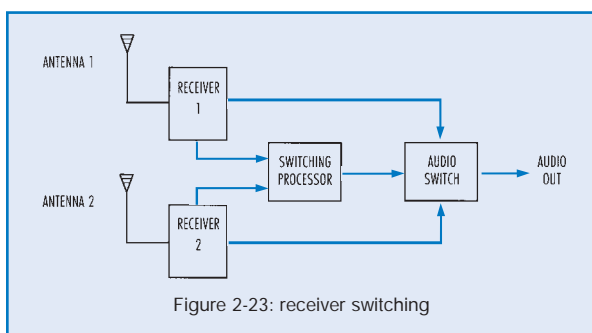 ANTENNA 1
RECEIVER
1
SWITCHING
PROCESSOR
AUDIO
SWITCH
AUDIO
OUT
ANTENNA 2
RECEIVER
2
Figure 2-23: receiver switching